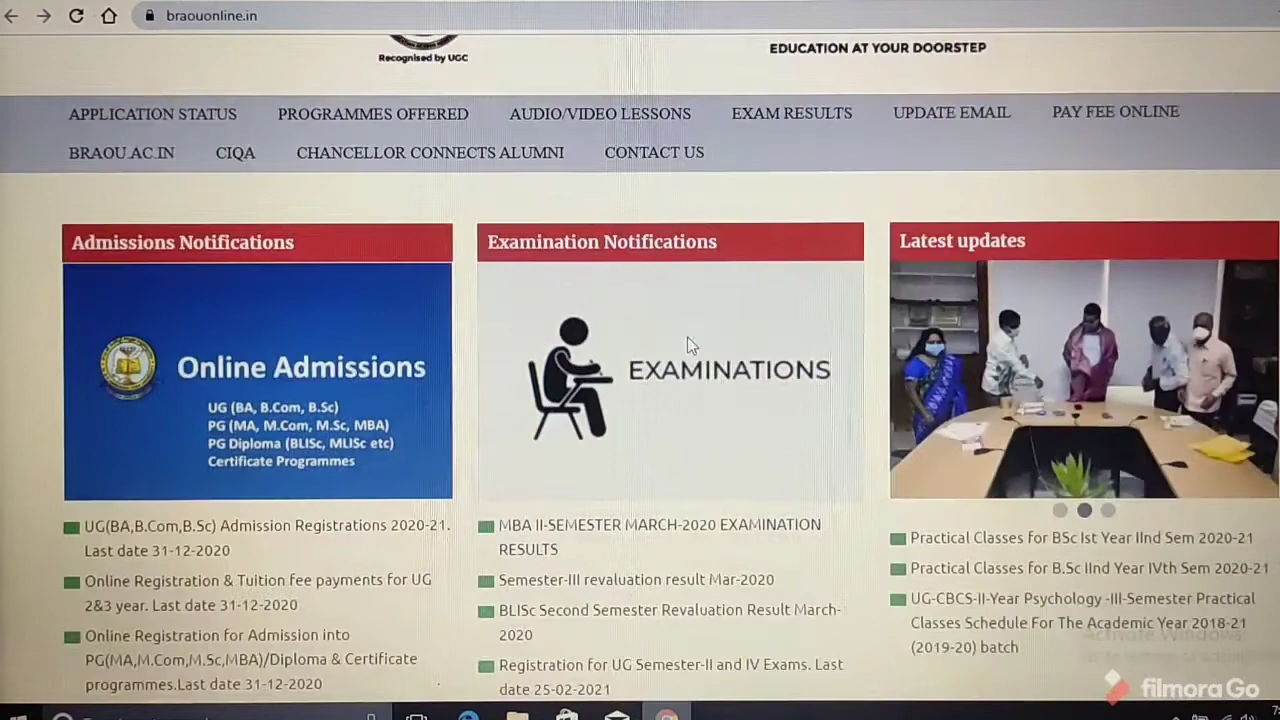 braouonline.in
Recognised by UGC
EDUCATION AT YOUR DOORSTEP
APPLICATION STATUS PROGRAMMES OFFERED AUDIO/VIDEO LESSONS EXAM RESULTS UPDATE EMAIL PAY FEE ONLINE
BRAOU.AC.IN CIQA CHANCELLOR CONNECTS ALUMNI CONTACT US
Admissions Notifications
Online Admissions
UG (BA, B.Com, B.Sc)
PG (MA, M.Com, M.Sc, MBA)
PG Diploma (BLISc, MLISc etc)
Certificate Programmes
UG(BA,B.Com,B.Sc) Admission Registrations 2020-21.
Last date 31-12-2020
Online Registration & Tuition fee payments for UG
2&3 year. Last date 31-12-2020
Online Registration for Admission into
PG(MA,M.Com,M.Sc,MBA)/Diploma & Certificate
programmes.Last date 31-12-2020
Examination Notifications
EXAMINATIONS
MBA II-SEMESTER MARCH-2020 EXAMINATION
RESULTS
Semester-III revaluation result Mar-2020
BLISc Second Semester Revaluation Result March-
2020
Registration for UG Semester-II and IV Exams. Last
date 25-02-2021
Latest updates
Practical Classes for BSc Ist Year IInd Sem 2020-21
Practical Classes for B.Sc IInd Year IVth Sem 2020-21
UG-CBCS-II-Year Psychology -III-Semester Practical
Classes Schedule For The Academic Year 2018-21
(2019-20) batch
Activate Windows
filmoraGo